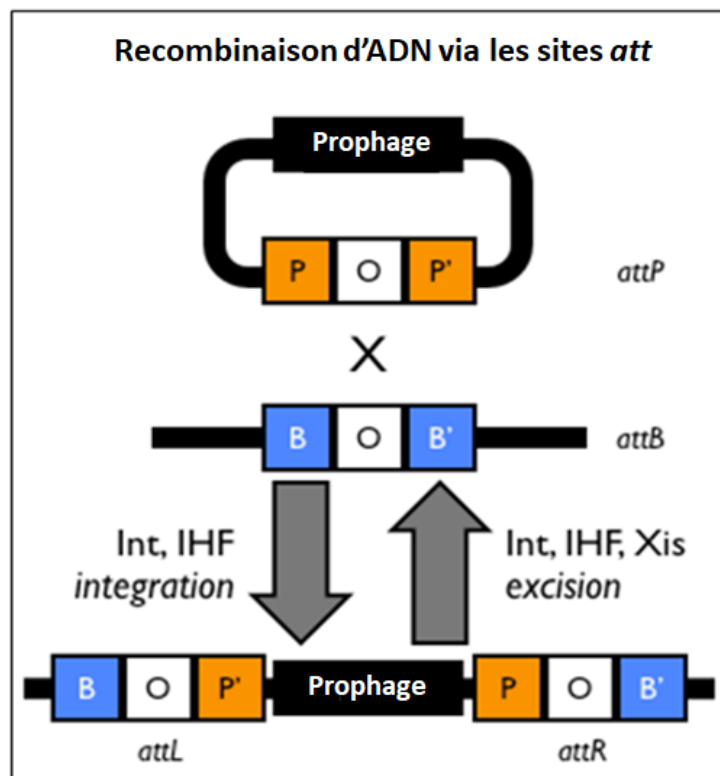 Recombinaison d’ADN via les sites att
Prophage
P O P' attP
X
B O B' attB
Int, IHF Int, IHF, Xis
integration excision
B O P' Prophage P O B'
attL attR